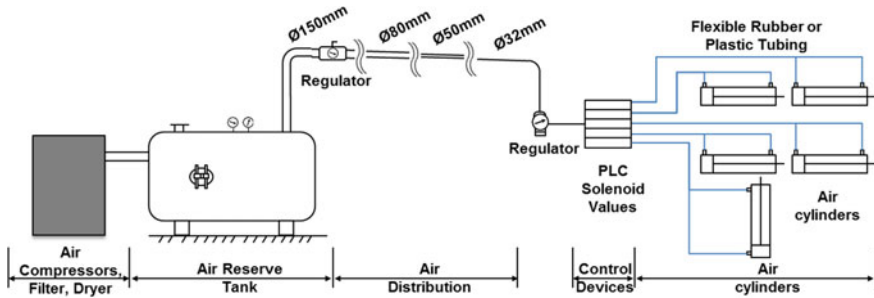 Ø150mm
Ø80mm
Ø50mm
Ø32mm
Flexible Rubber or
Plastic Tubing
Regulator
Regulator
PLC
Solenoid
Values
Air
cylinders
Air
Compressors,
Filter, Dryer
Air Reserve
Tank
Air
Distribution
Control
Devices
Air
cylinders